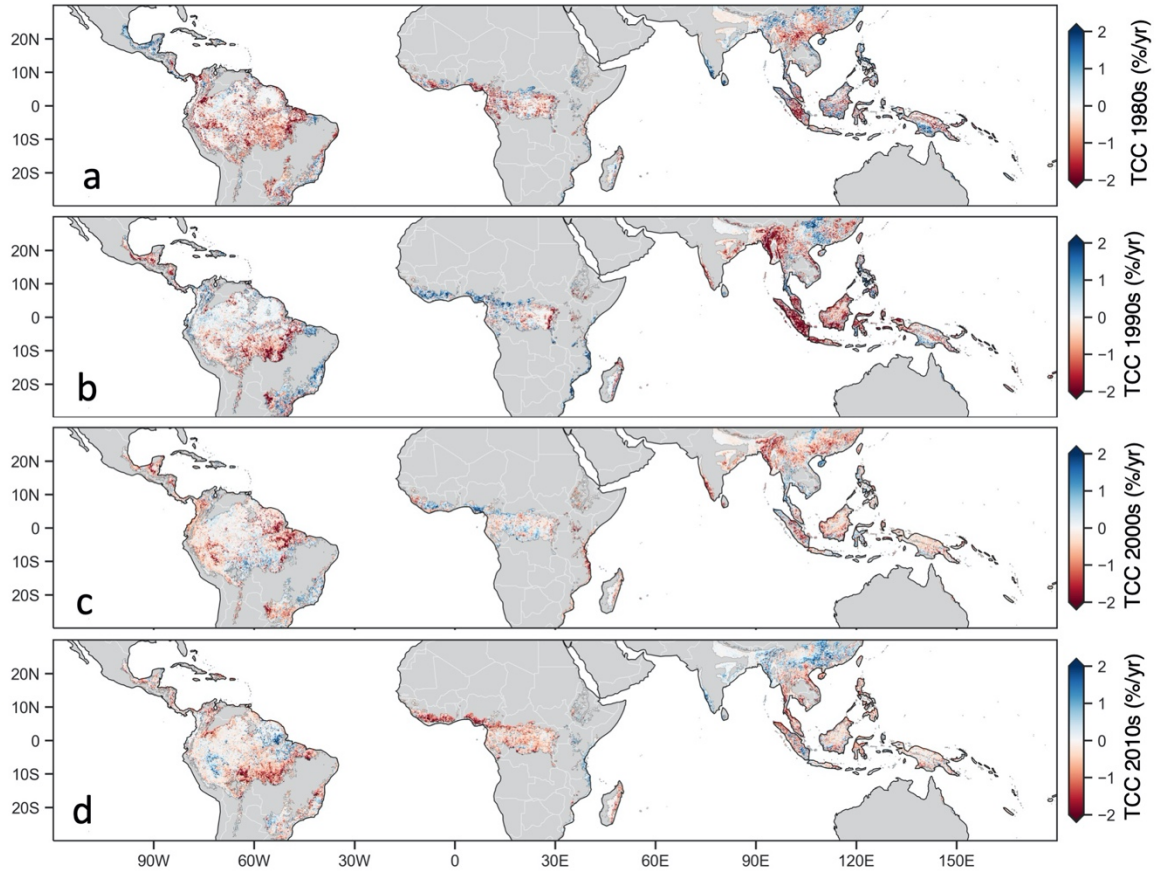 20N
10N
0
10S
20S
a
2
1
0
−1
−2
TCC 1980s (%/yr)
20N
10N
0
10S
20S
b
2
1
0
−1
−2
TCC 1990s (%/yr)
20N
10N
0
10S
20S
c
2
1
0
−1
−2
TCC 2000s (%/yr)
20N
10N
0
10S
20S
d
2
1
0
−1
−2
TCC 2010s (%/yr)
90W 60W 30W 0 30E 60E 90E 120E 150E